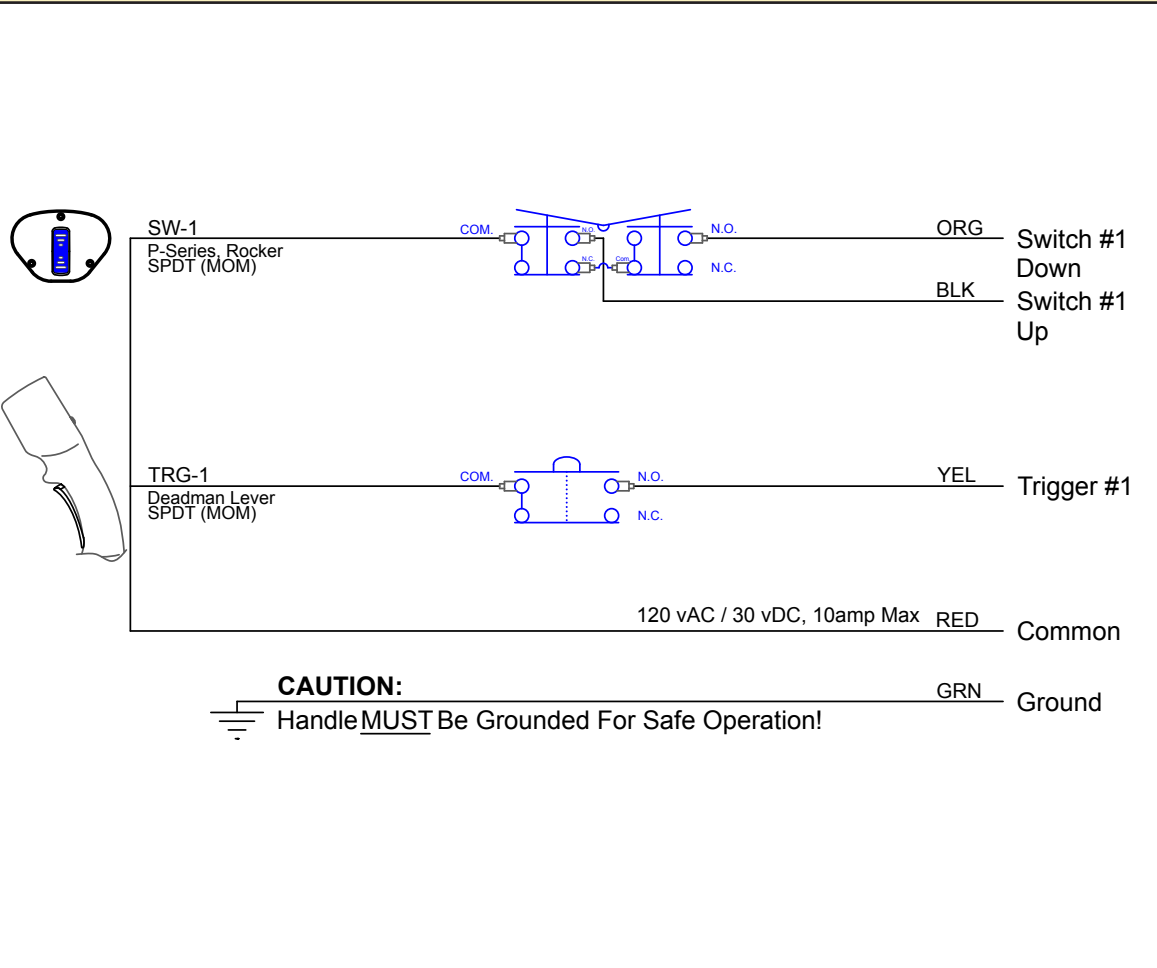 SW-1
P-Series, Rocker
SPDT (MOM)
COM.
N.O.
N.C.
Com.
N.O.
N.C.
ORG
Switch #1
Down
BLK
Switch #1
Up
TRG-1
Deadman Lever
SPDT (MOM)
COM.
N.O.
N.C.
YEL
Trigger #1
120 vAC / 30 vDC, 10amp Max
RED
Common
CAUTION:
Handle MUST Be Grounded For Safe Operation!
GRN
Ground